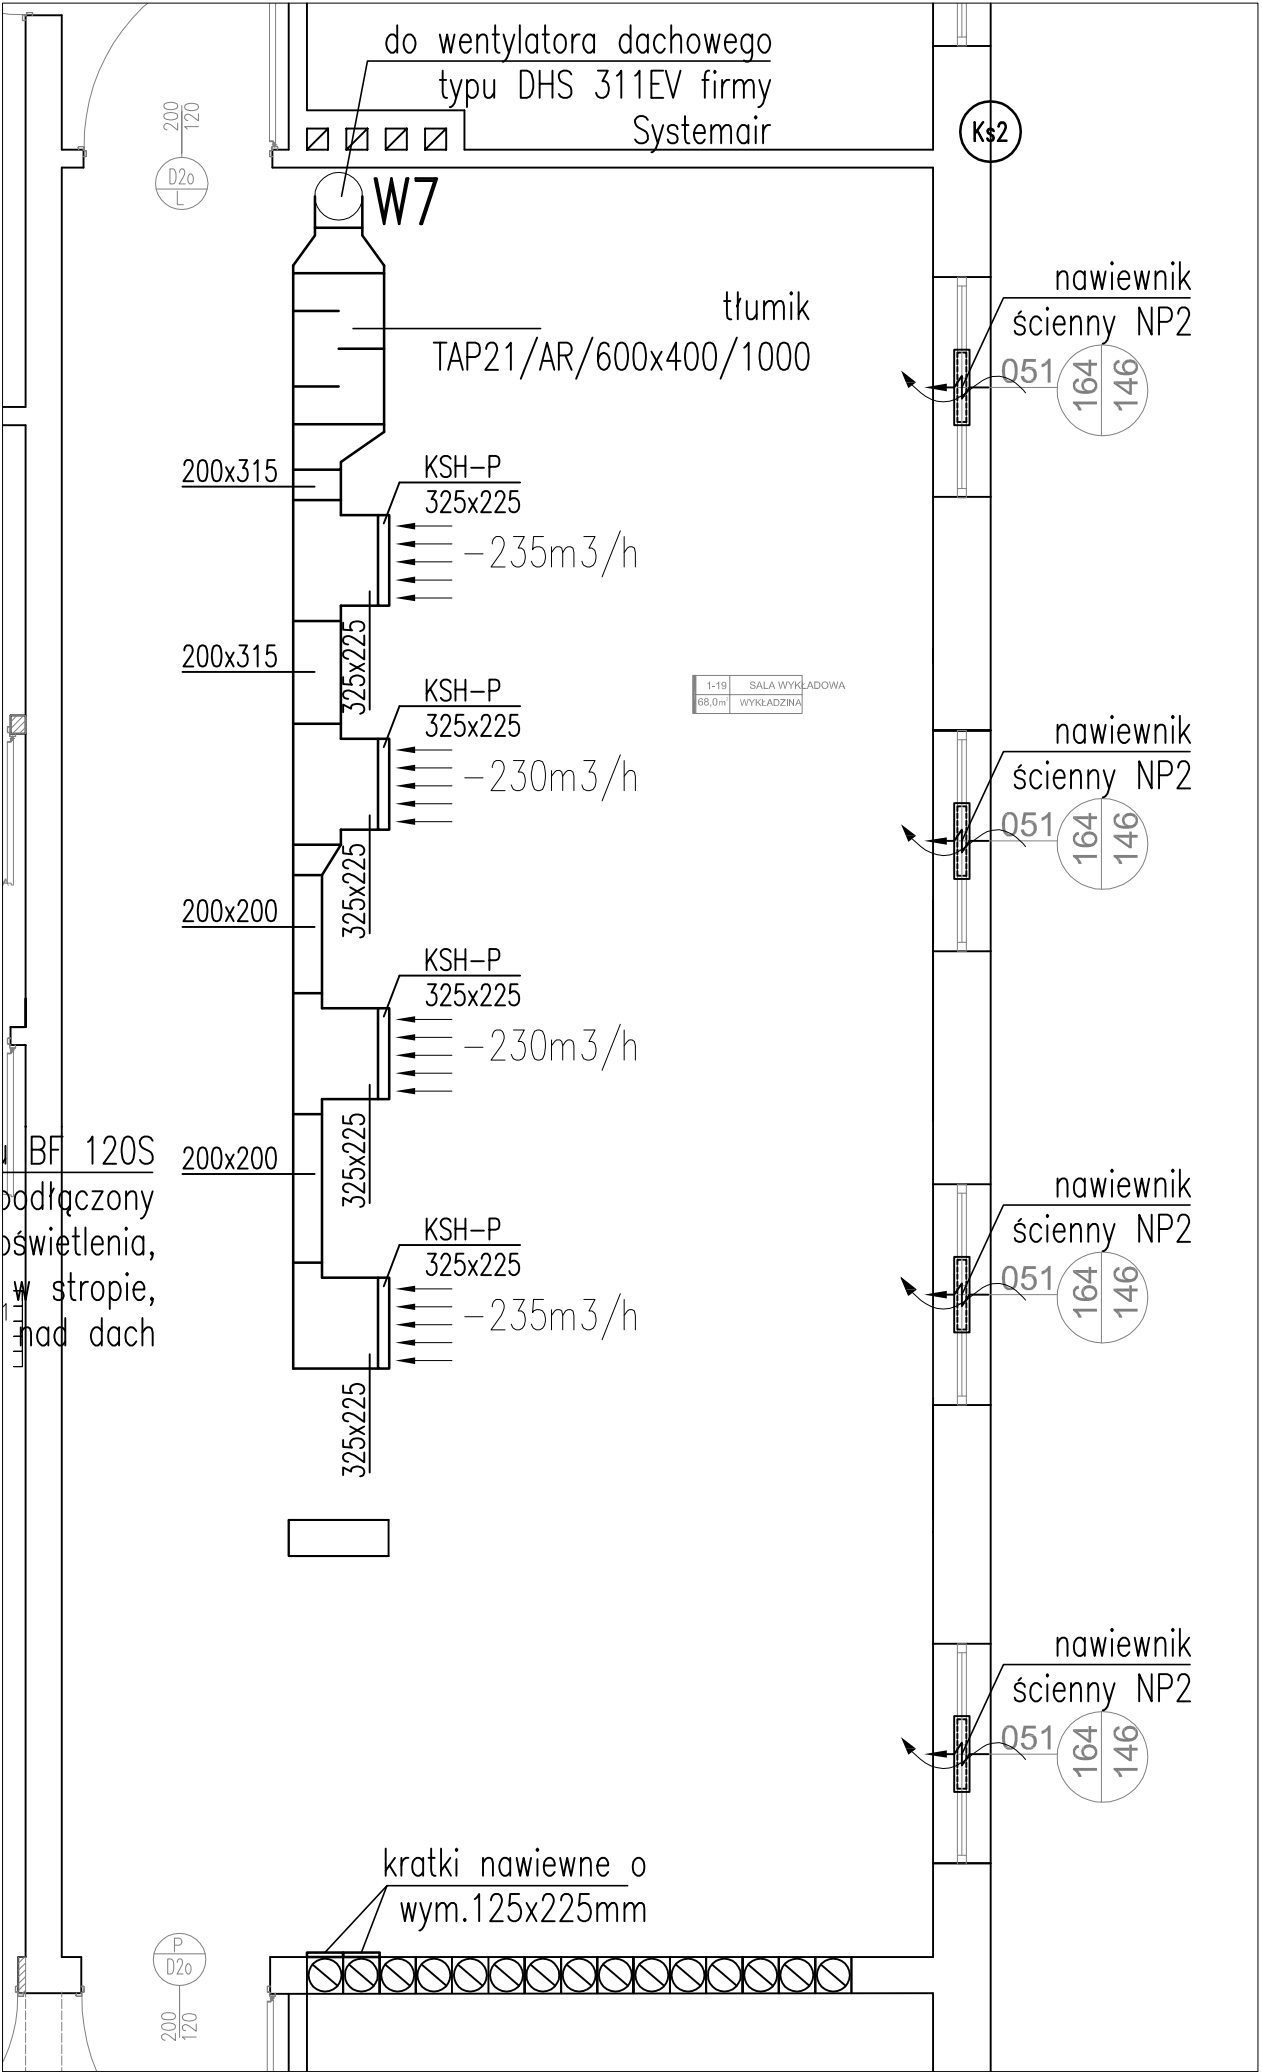 do wentylatora dachowego
typu DHS 311EV firmy
Systemair
200
120
D2o
L
W7
Ks2
tłumik
TAP21/AR/600x400/1000
nawiewnik
ścienny NP2
051
164
146
200x315
KSH-P
325x225
-235m3/h
325x225
200x315
KSH-P
325x225
-230m3/h
325x225
1-19 SALA WYKŁADOWA
68,0m² WYKŁADZINA
nawiewnik
ścienny NP2
051
164
146
200x200
KSH-P
325x225
-230m3/h
325x225
BF 120S
podłączony
oświetlenia,
w stropie,
nad dach
200x200
KSH-P
325x225
-235m3/h
325x225
nawiewnik
ścienny NP2
051
164
146
nawiewnik
ścienny NP2
051
164
146
kratki nawiewne o
wym.125x225mm
P
D2o
200
120